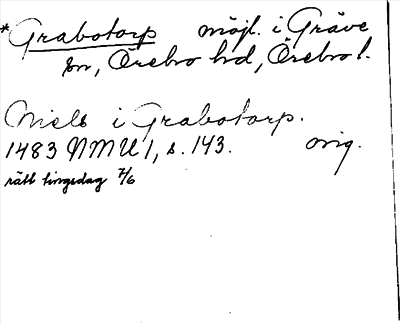 *Grabotorp möjl. i Gräve
sn, Örebro hd, Örebro l.
Niels i Grabotorp.
1483 NMU 1, s. 143. orig.
rätt tingsdag 7/6